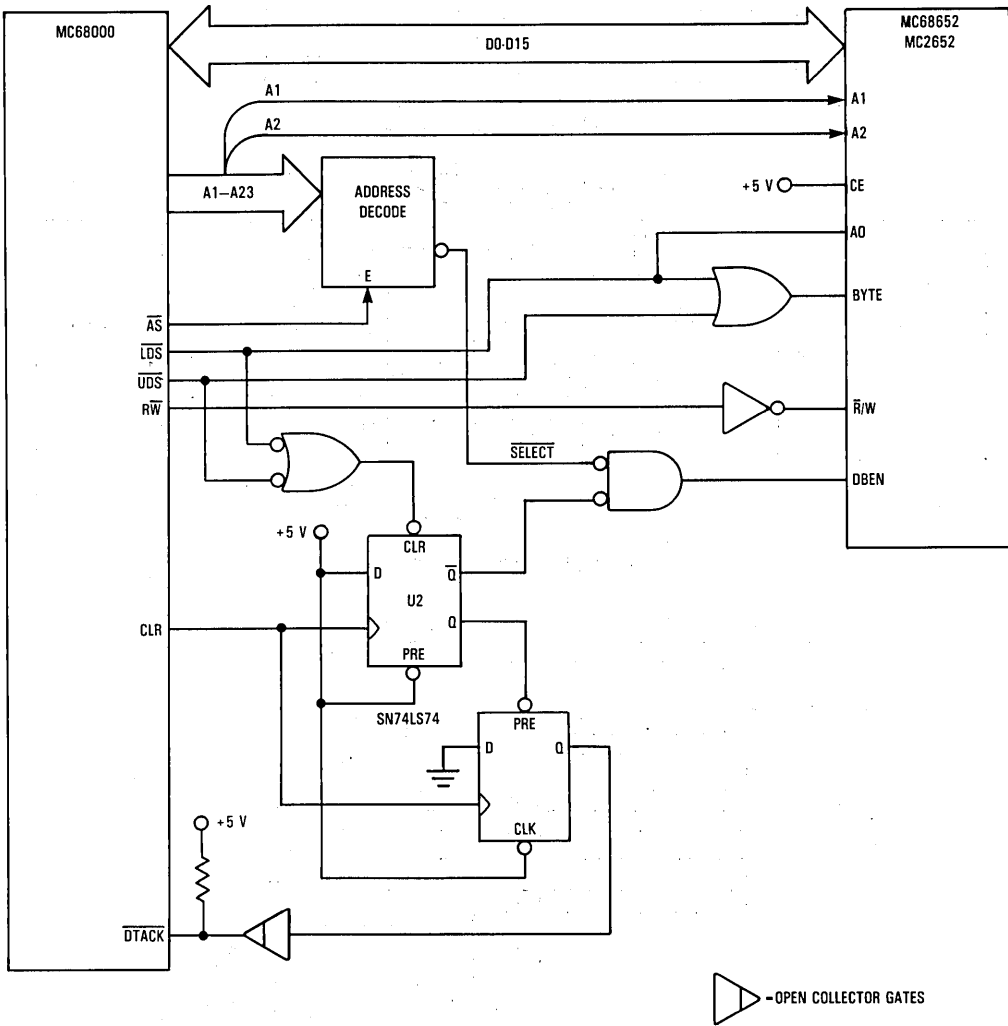 MC68000
MC68652
MC2652
D0-D15
A1
A1
A2
A2
A1—A23
ADDRESS
DECODE
+5 V
CE
A0
E
BYTE
AS
LDS
UDS
RW
R/W
SELECT
DBEN
+5 V
CLR
D
Q
U2
Q
CLR
PRE
SN74LS74
PRE
D
Q
CLK
+5 V
DTACK
-OPEN COLLECTOR GATES